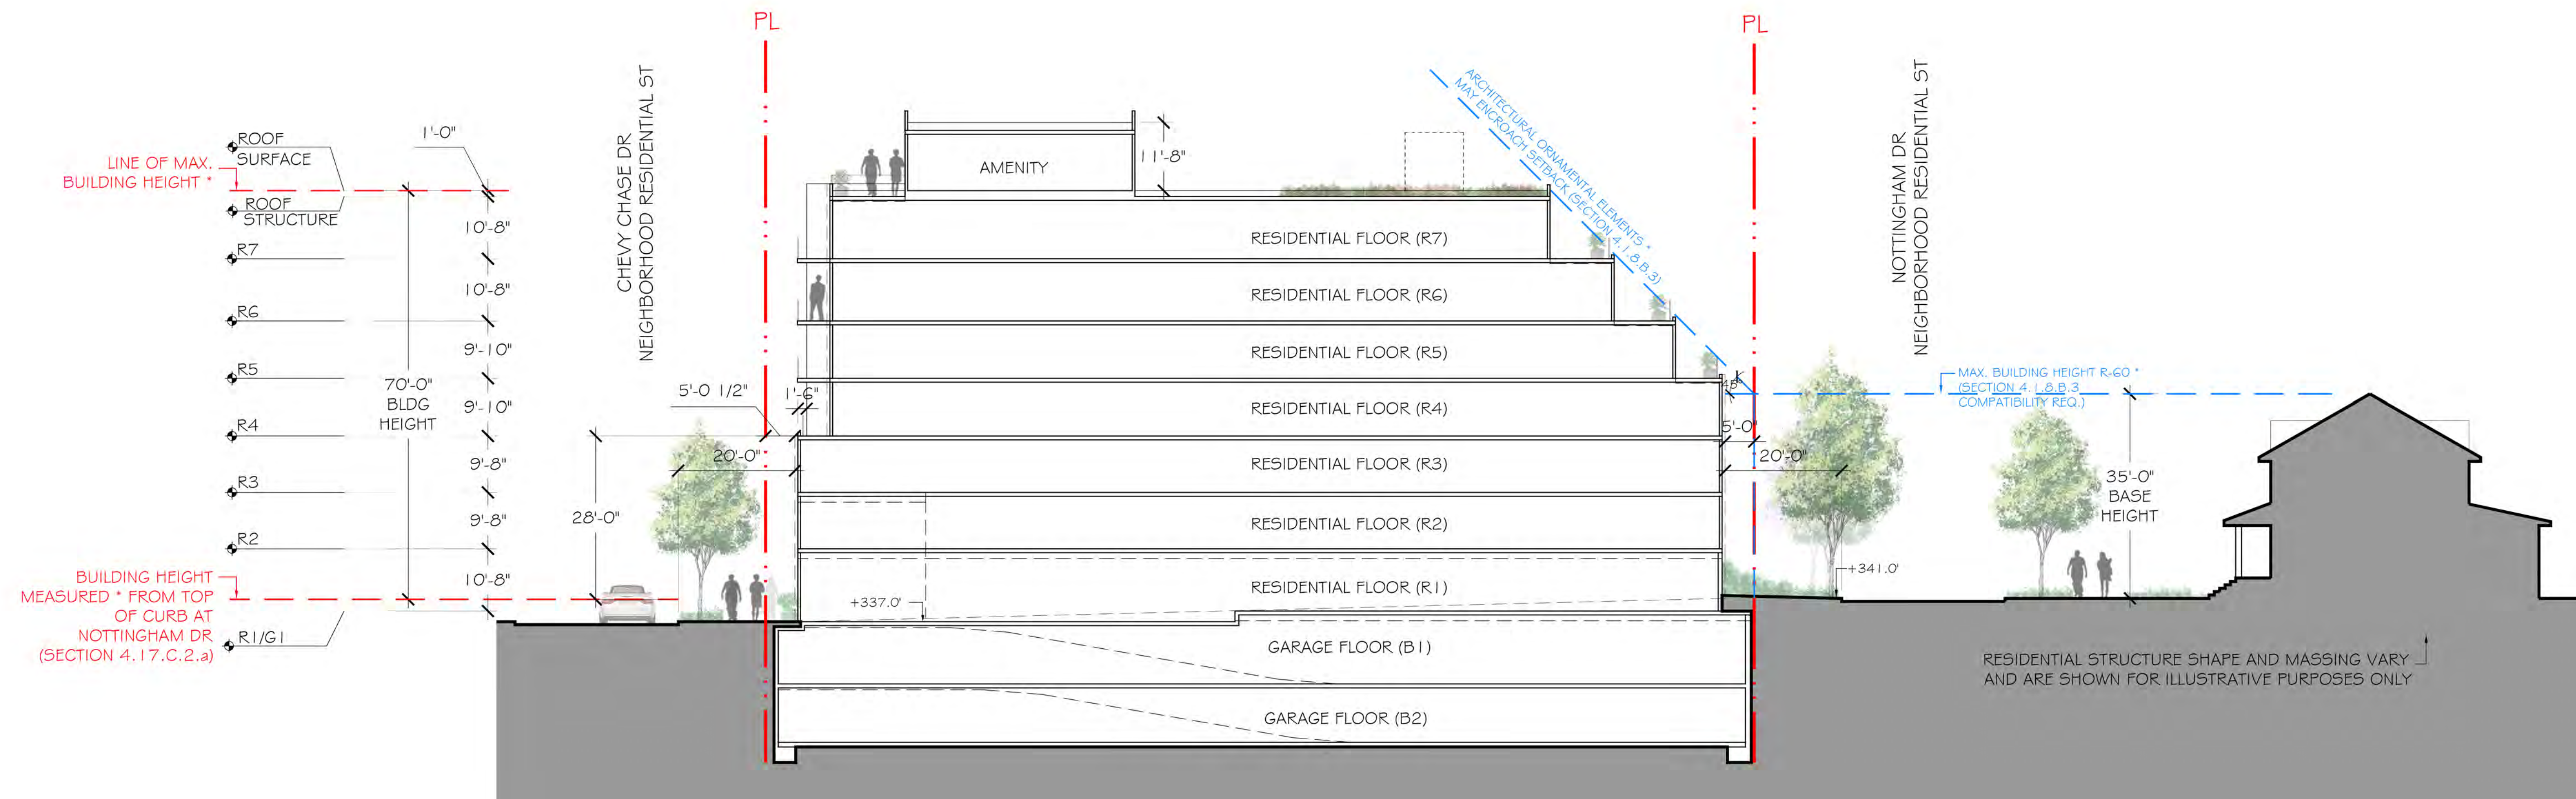 PL
PL
ROOF
SURFACE
LINE OF MAX.
BUILDING HEIGHT *
ROOF
STRUCTURE
R7
R6
R5
R4
R3
R2
BUILDING HEIGHT
MEASURED * FROM TOP
OF CURB AT
NOTTINGHAM DR
(SECTION 4.17.C.2.a)
R1/G1
70'-0"
BLDG
HEIGHT
1'-0"
10'-8"
10'-8"
9'-10"
9'-10"
9'-8"
9'-8"
10'-8"
28'-0"
CHEVY CHASE DR
NEIGHBORHOOD RESIDENTIAL ST
5'-0 1/2"
1'-6"
20'-0"
AMENITY
11'-8"
RESIDENTIAL FLOOR (R7)
RESIDENTIAL FLOOR (R6)
RESIDENTIAL FLOOR (R5)
RESIDENTIAL FLOOR (R4)
RESIDENTIAL FLOOR (R3)
RESIDENTIAL FLOOR (R2)
RESIDENTIAL FLOOR (R1)
+337.0'
GARAGE FLOOR (B1)
GARAGE FLOOR (B2)
ARCHITECTURAL ORNAMENTAL ELEMENTS *
MAY ENCROACH SETBACK (SECTION 4.1.8.B.3)
45°
5'-0"
20'-0"
+341.0'
NOTTINGHAM DR
NEIGHBORHOOD RESIDENTIAL ST
MAX. BUILDING HEIGHT R-60 *
(SECTION 4.1.8.B.3
COMPATIBILITY REQ.)
35'-0"
BASE
HEIGHT
RESIDENTIAL STRUCTURE SHAPE AND MASSING VARY
AND ARE SHOWN FOR ILLUSTRATIVE PURPOSES ONLY